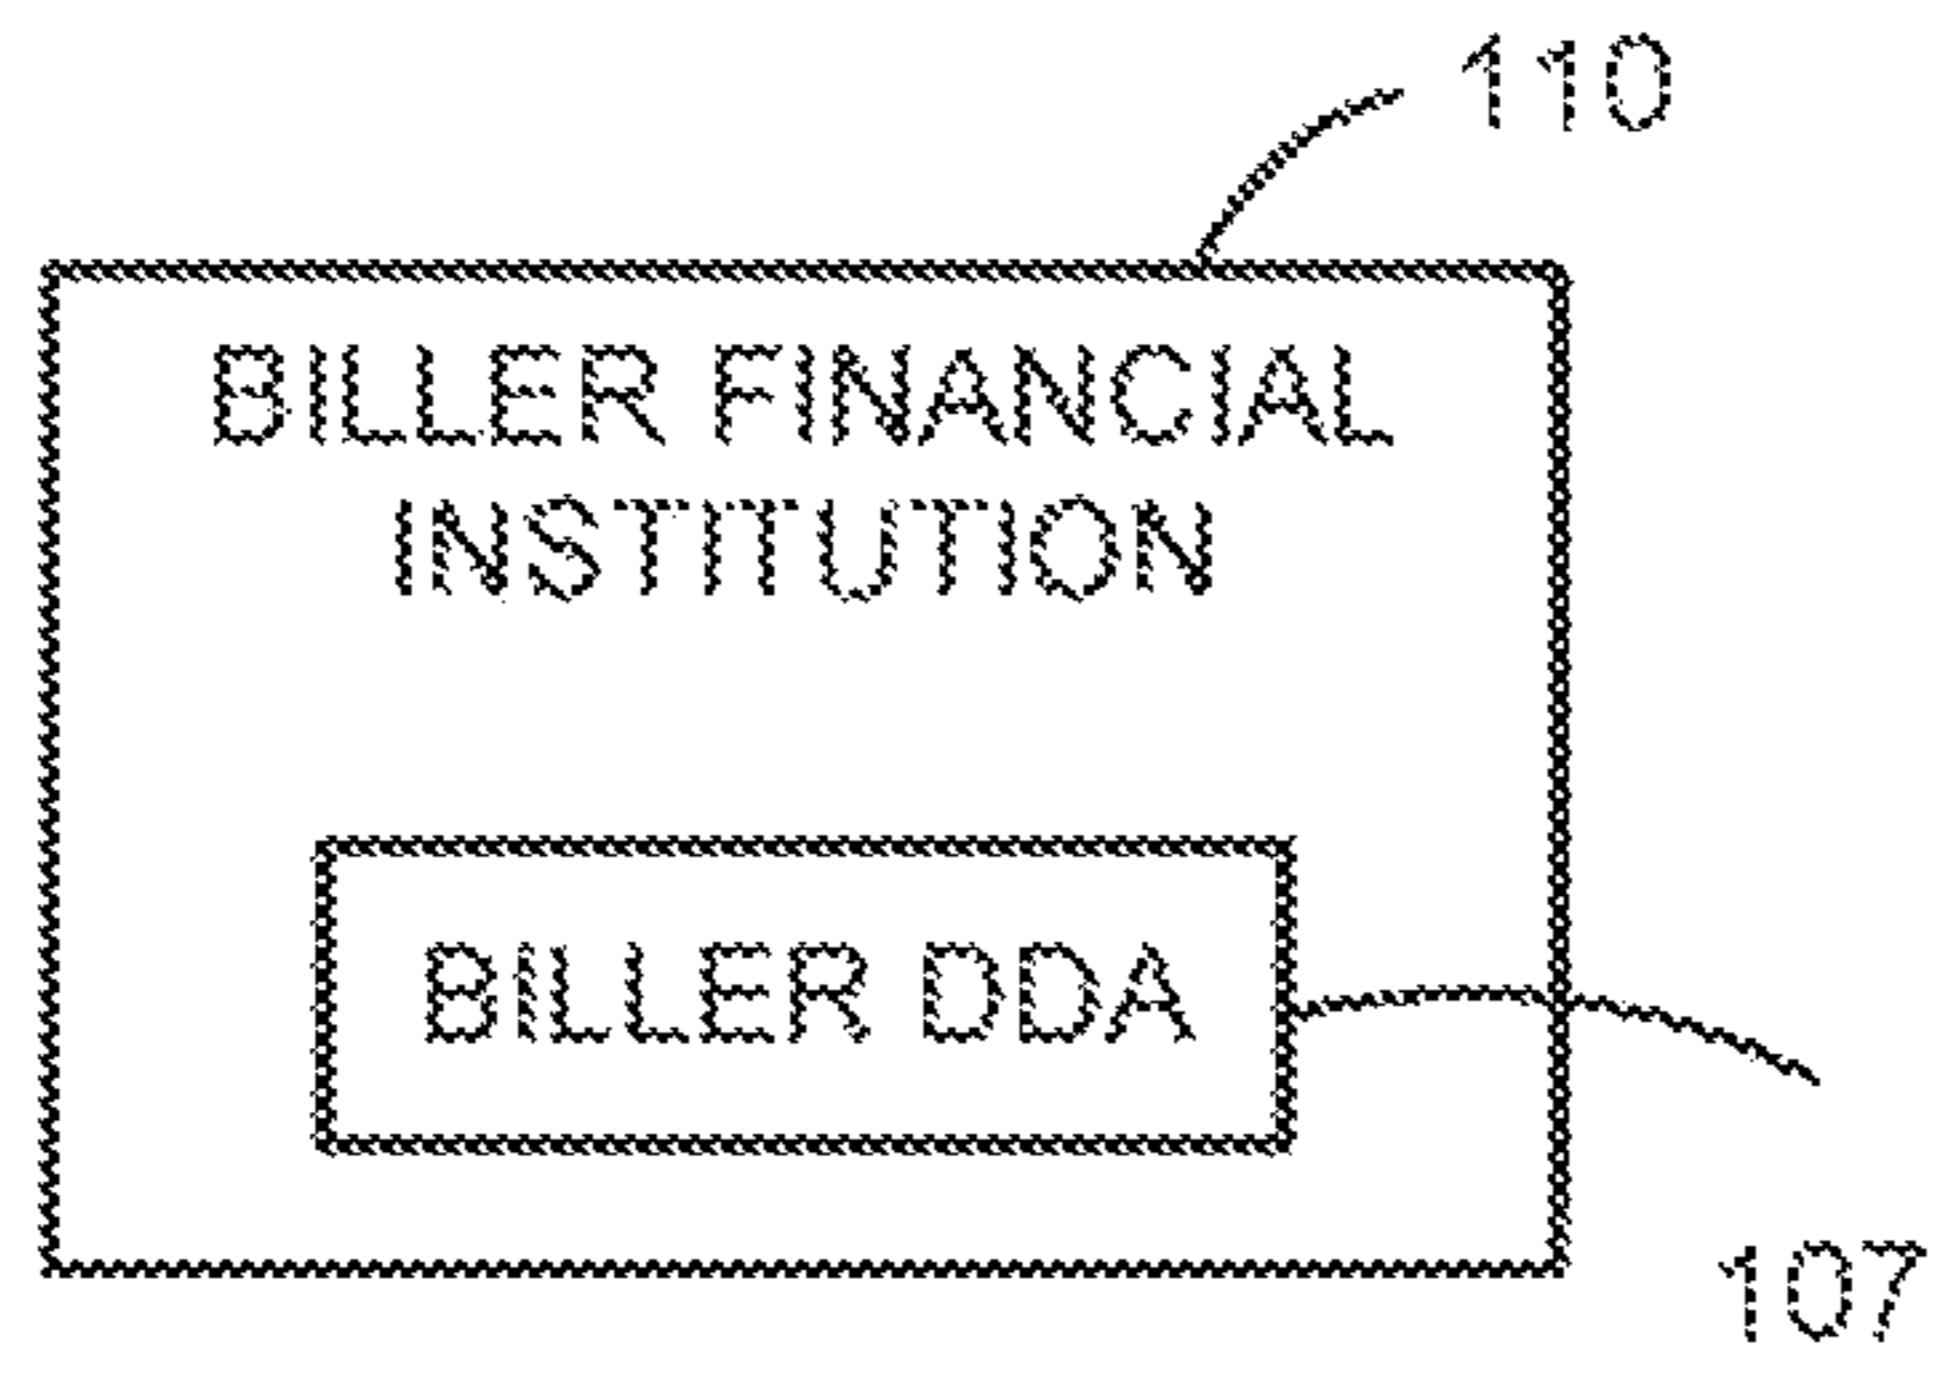 110
BILLER FINANCIAL
INSTITUTION
BILLER DDA
107